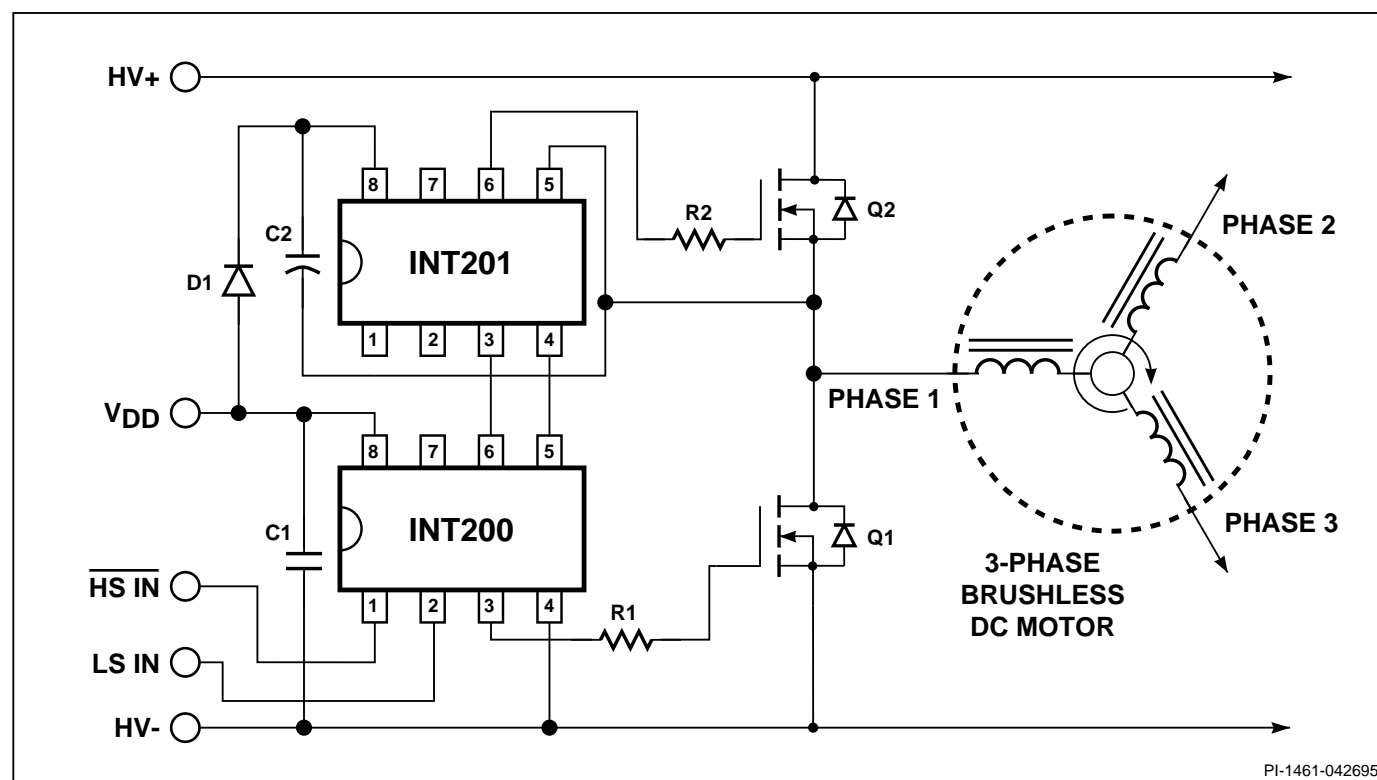 HV+
8
7
6
5
R2
Q2
PHASE 2
C2
INT201
D1
1
2
3
4
PHASE 1
VDD
8
7
6
5
C1
INT200
Q1
PHASE 3
3-PHASE
BRUSHLESS
DC MOTOR
HS IN
1
2
3
4
R1
LS IN
HV-
PI-1461-042695